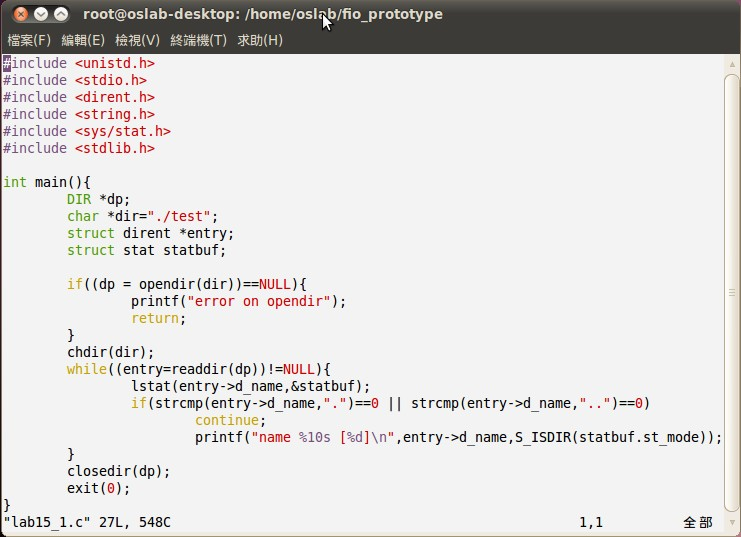 root@oslab-desktop: /home/oslab/fio_prototype
檔案(F) 編輯(E) 檢視(V) 終端機(T) 求助(H)
#include <unistd.h>
#include <stdio.h>
#include <dirent.h>
#include <string.h>
#include <sys/stat.h>
#include <stdlib.h>

int main(){
        DIR *dp;
        char *dir="./test";
        struct dirent *entry;
        struct stat statbuf;

        if((dp = opendir(dir))==NULL){
                printf("error on opendir");
                return;
        }
        chdir(dir);
        while((entry=readdir(dp))!=NULL){
                lstat(entry->d_name,&statbuf);
                if(strcmp(entry->d_name,".")==0 || strcmp(entry->d_name,"..")==0)
                        continue;
                        printf("name %10s [%d]\n",entry->d_name,S_ISDIR(statbuf.st_mode));
        }
        closedir(dp);
        exit(0);
}
"lab15_1.c" 27L, 548C 1,1 全部